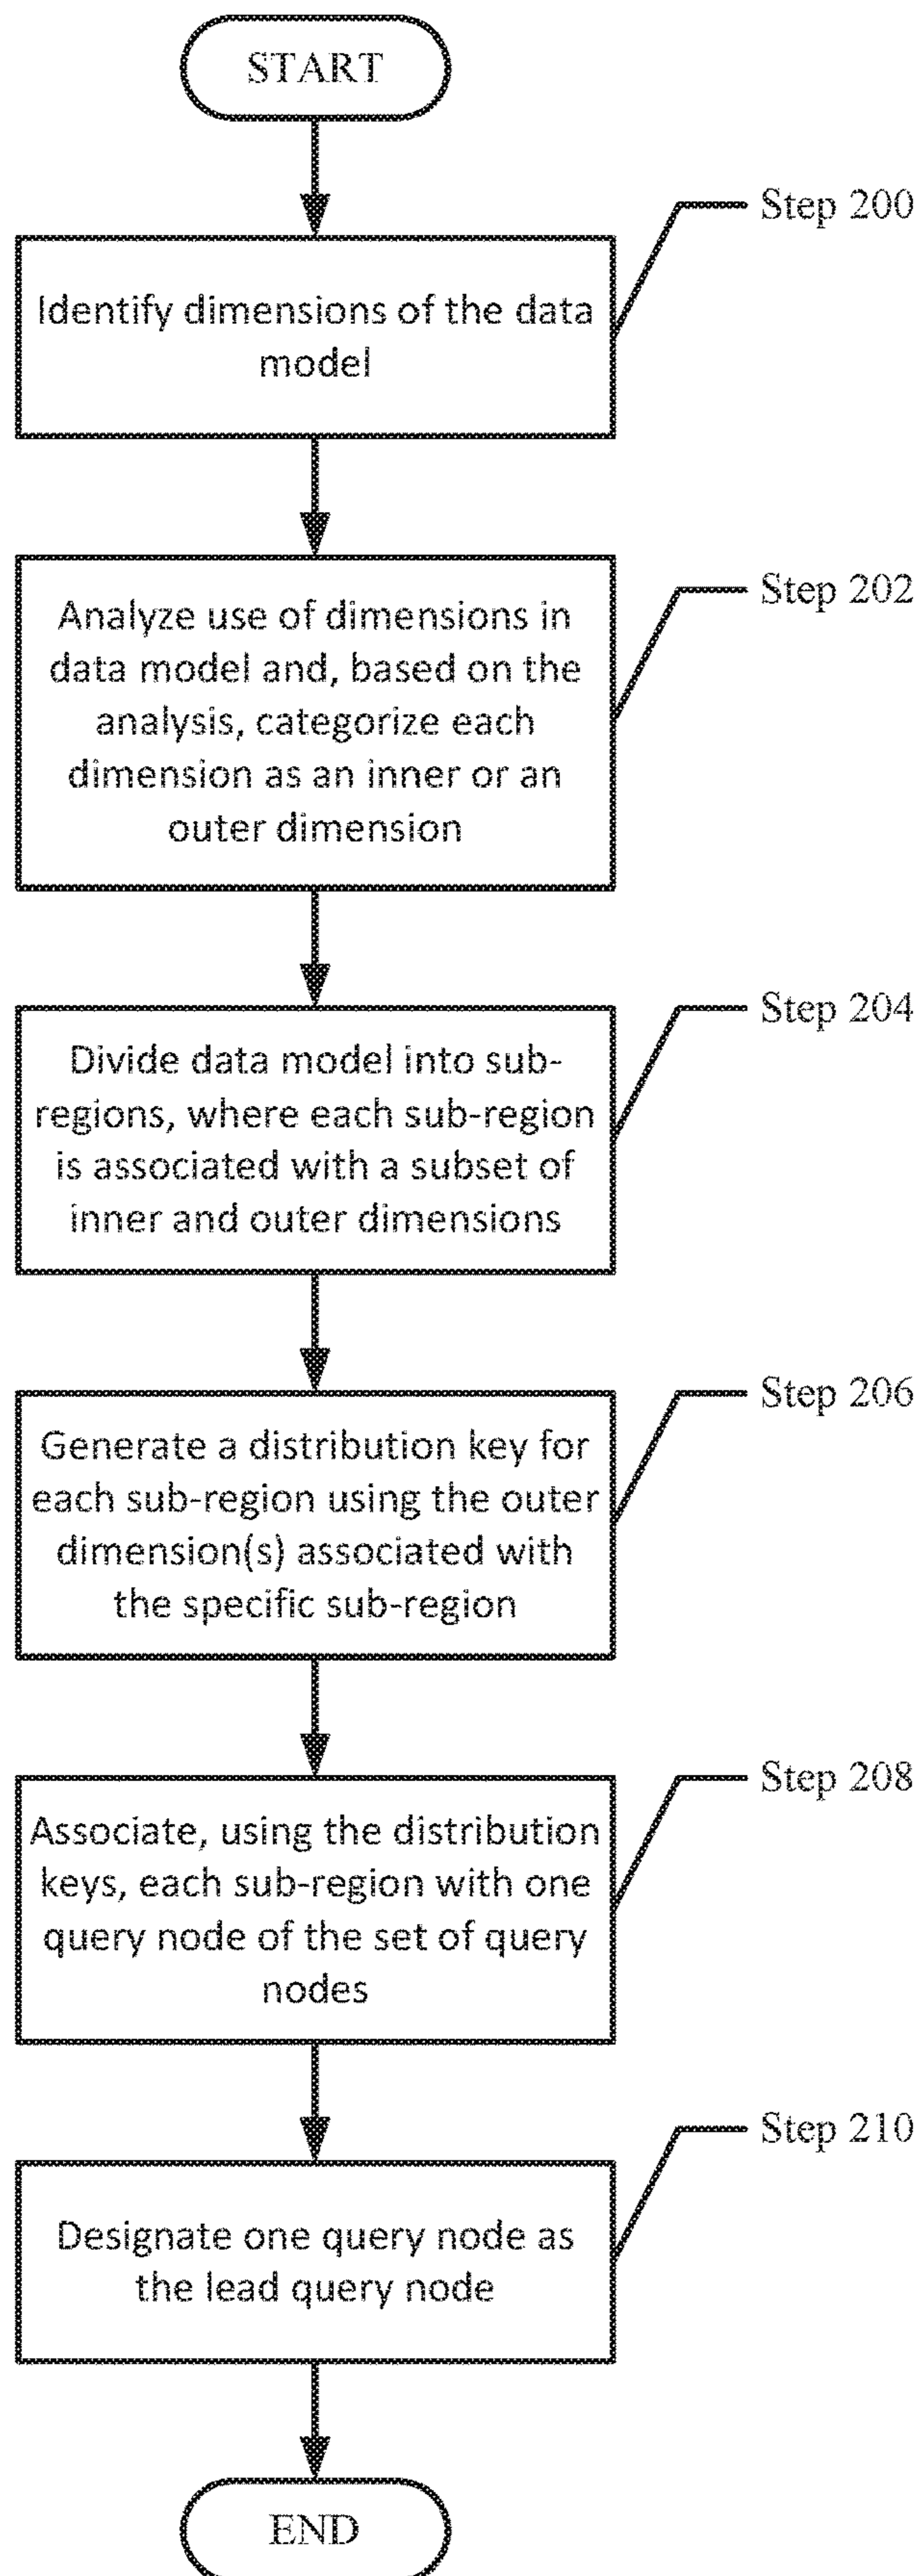 START
Step 200
Identify dimensions of the data
model
Step 202
Analyze use of dimensions in
data model and, based on the
analysis, categorize each
dimension as an inner or an
outer dimension
Step 204
Divide data model into sub-
regions, where each sub-region
is associated with a subset of
inner and outer dimensions
Step 206
Generate a distribution key for
each sub-region using the outer
dimension(s) associated with
the specific sub-region
Step 208
Associate, using the distribution
keys, each sub-region with one
query node of the set of query
nodes
Step 210
Designate one query node as
the lead query node
END